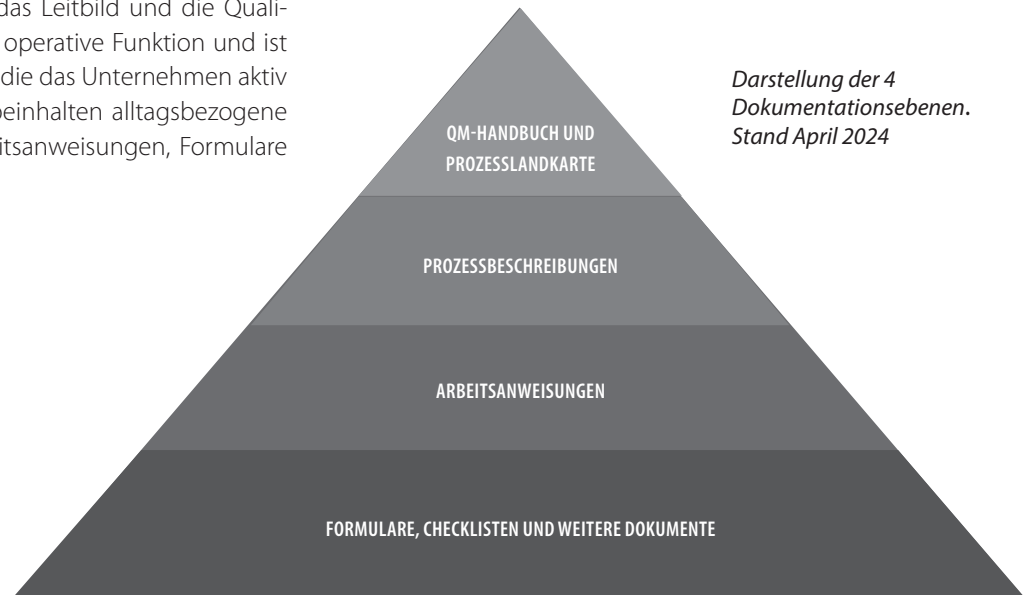 das Leitbild und die Quali-
operative Funktion und ist
die das Unternehmen aktiv
beinhalten alltagsbezogene
itsanweisungen, Formulare
Darstellung der 4
Dokumentationsebenen.
Stand April 2024
QM-HANDBUCH UND
PROZESSLANDKARTE
PROZESSBESCHREIBUNGEN
ARBEITSANWEISUNGEN
FORMULARE, CHECKLISTEN UND WEITERE DOKUMENTE